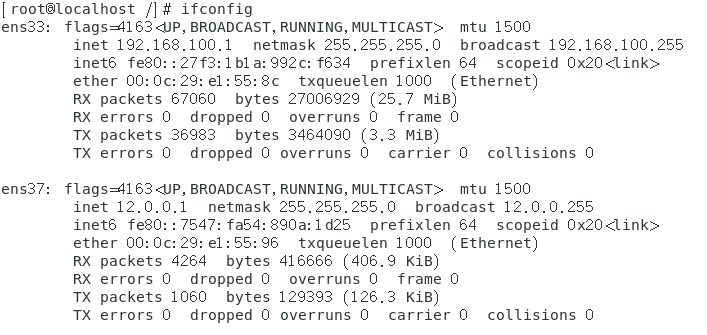 [root@localhost /]# ifconfig
ens33: flags=4163<UP,BROADCAST,RUNNING,MULTICAST>  mtu 1500
        inet 192.168.100.1  netmask 255.255.255.0  broadcast 192.168.100.255
        inet6 fe80::27f3:1b1a:992c:f634  prefixlen 64  scopeid 0x20<link>
        ether 00:0c:29:e1:55:8c  txqueuelen 1000  (Ethernet)
        RX packets 67060  bytes 27006929 (25.7 MiB)
        RX errors 0  dropped 0  overruns 0  frame 0
        TX packets 36983  bytes 3464090 (3.3 MiB)
        TX errors 0  dropped 0 overruns 0  carrier 0  collisions 0

ens37: flags=4163<UP,BROADCAST,RUNNING,MULTICAST>  mtu 1500
        inet 12.0.0.1  netmask 255.255.255.0  broadcast 12.0.0.255
        inet6 fe80::7547:fa54:890a:1d25  prefixlen 64  scopeid 0x20<link>
        ether 00:0c:29:e1:55:96  txqueuelen 1000  (Ethernet)
        RX packets 4264  bytes 416666 (406.9 KiB)
        RX errors 0  dropped 0  overruns 0  frame 0
        TX packets 1060  bytes 129393 (126.3 KiB)
        TX errors 0  dropped 0 overruns 0  carrier 0  collisions 0